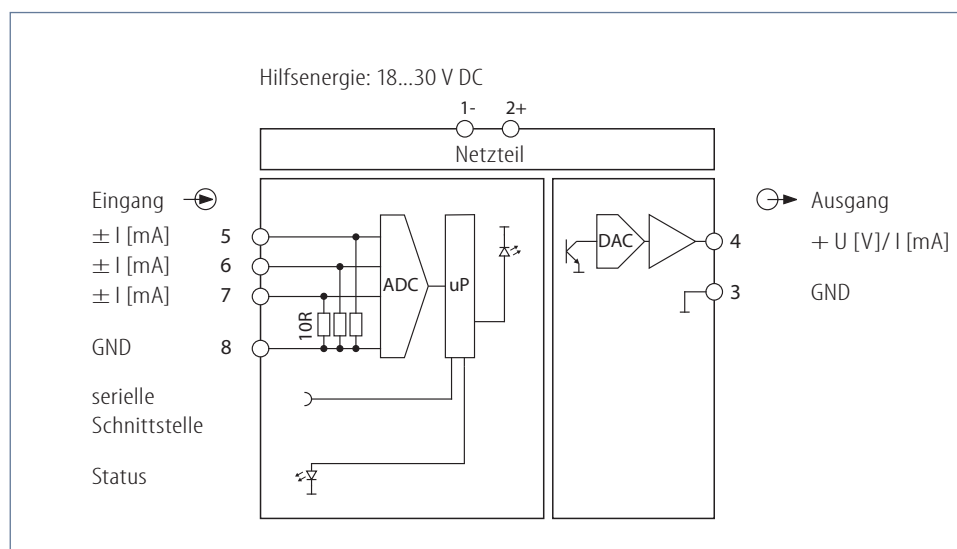 Hilfsenergie: 18...30 V DC
1- 2+
Netzteil
Eingang
Ausgang
± I [mA] 5
± I [mA] 6
± I [mA] 7
GND 8
10R
ADC
uP
DAC
4 + U [V]/ I [mA]
3 GND
serielle
Schnittstelle
Status